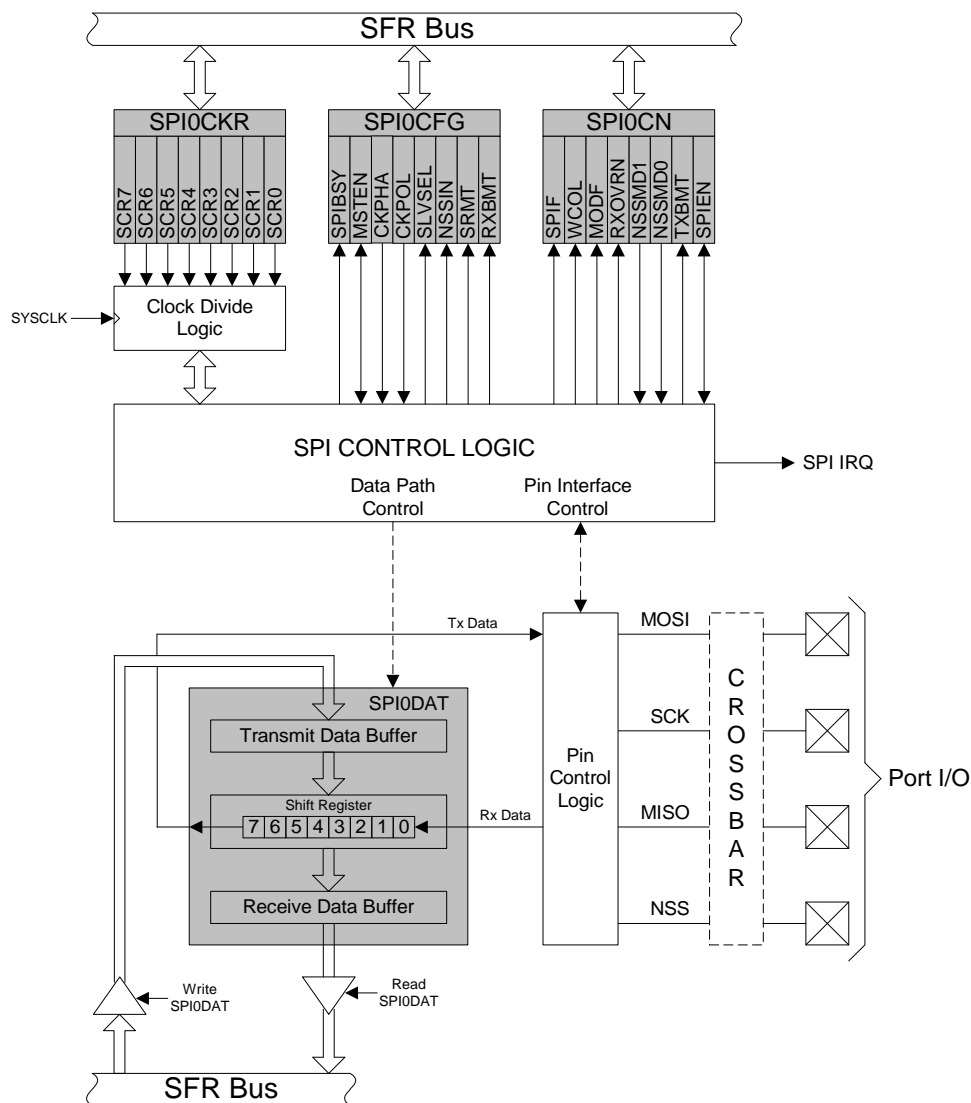 SFR Bus
SPI0CKR
SPI0CFG
SPI0CN
SCR7
SCR6
SCR5
SCR4
SCR3
SCR2
SCR1
SCR0
SPIBSY
MSTEN
CKPHA
CKPOL
SLVSEL
NSSIN
SRMT
RXBMT
SPIF
WCOL
MODF
RXOVRN
NSSMD1
NSSMD0
TXBMT
SPIEN
SYSCLK
Clock Divide
Logic
SPI CONTROL LOGIC
SPI IRQ
Data Path
Control
Pin Interface
Control
Tx Data
MOSI
SPI0DAT
Transmit Data Buffer
SCK
Shift Register
7 6 5 4 3 2 1 0
Rx Data
Pin
Control
Logic
MISO
Receive Data Buffer
NSS
CROSSBAR
Port I/O
Write
SPI0DAT
Read
SPI0DAT
SFR Bus